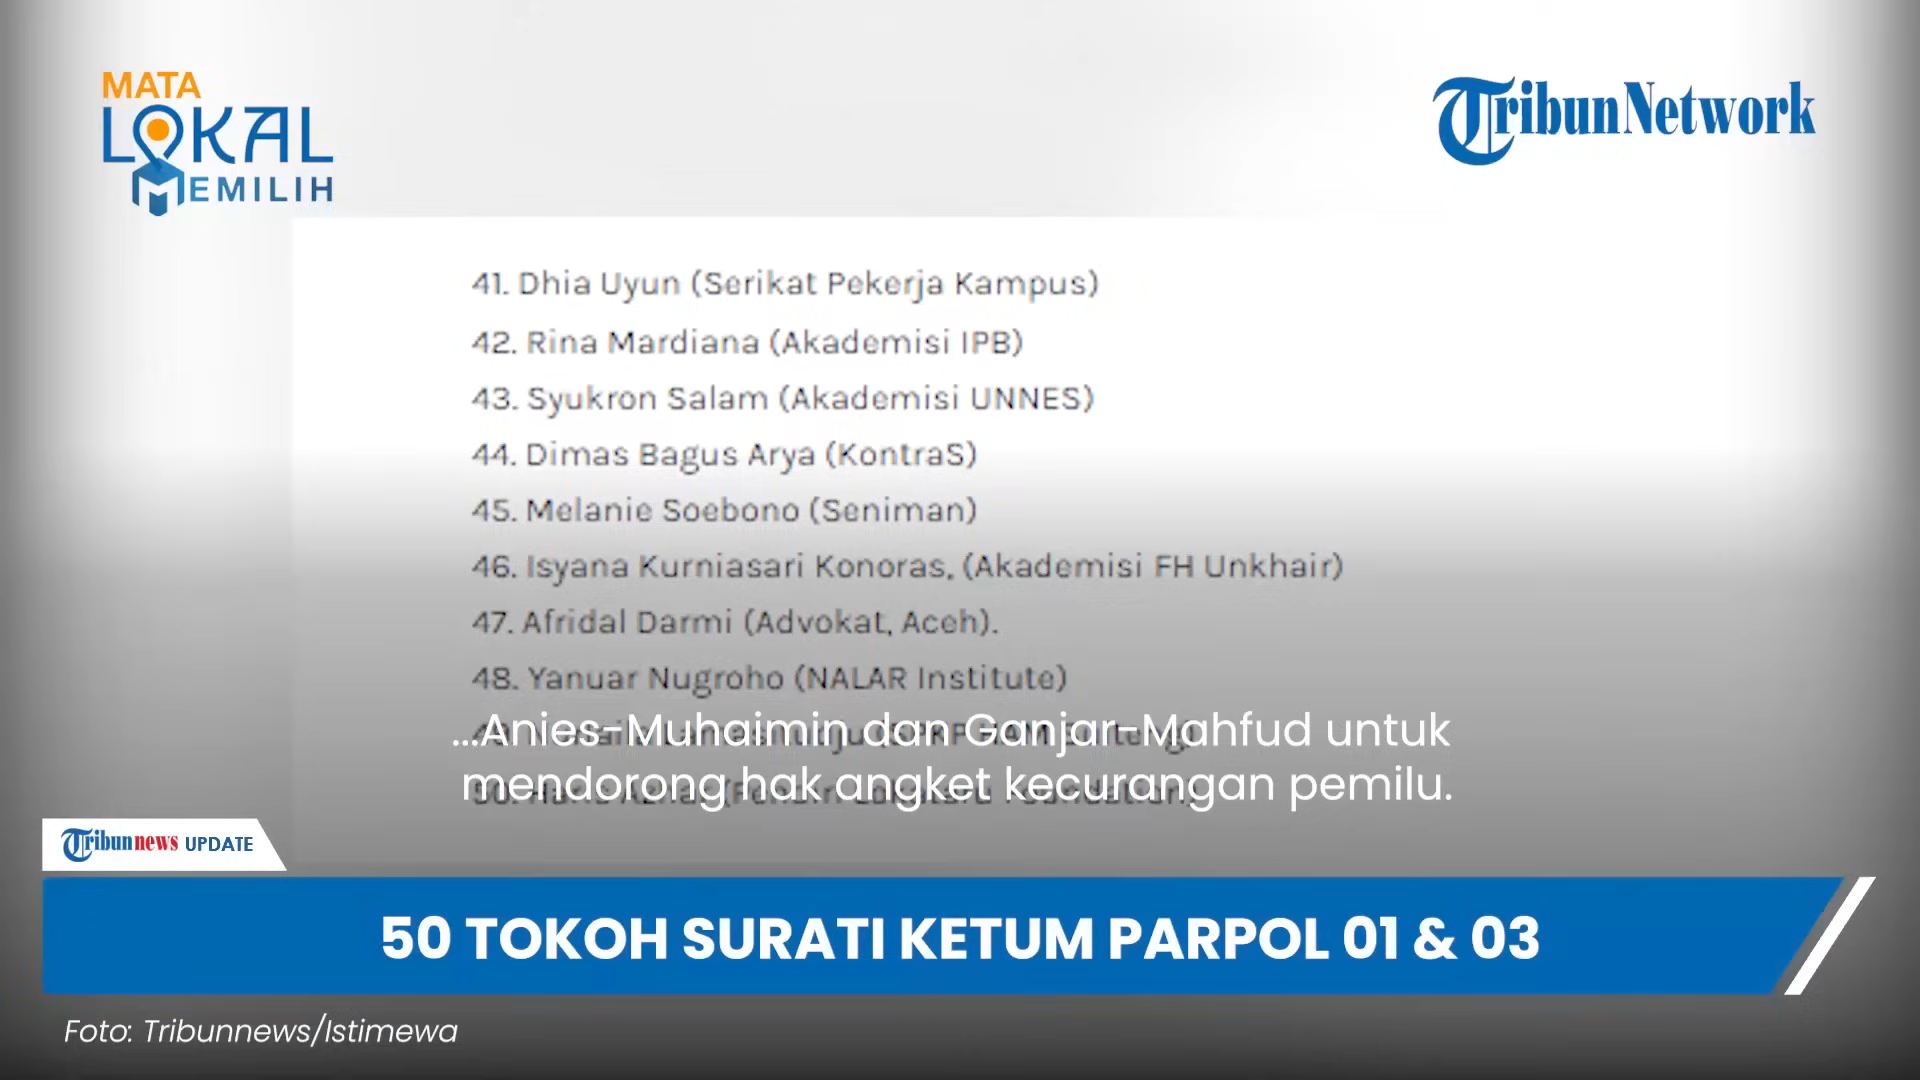 MATA
LOKAL
MEMILIH
TribunNetwork
41. Dhia Uyun (Serikat Pekerja Kampus)
42. Rina Mardiana (Akademisi IPB)
43. Syukron Salam (Akademisi UNNES)
44. Dimas Bagus Arya (KontraS)
45. Melanie Soebono (Seniman)
46. Isyana Kurniasari Konoras, (Akademisi FH Unkhair)
47. Afridal Darmi (Advokat, Aceh).
48. Yanuar Nugroho (NALAR Institute)
...Anies-Muhaimin dan Ganjar-Mahfud untuk
mendorong hak angket kecurangan pemilu.
Tribunnews UPDATE
50 TOKOH SURATI KETUM PARPOL 01 & 03
Foto: Tribunnews/Istimewa